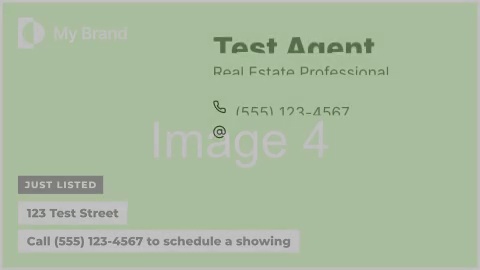 My Brand
Test Agent
Real Estate Professional
(555) 123-4567
@
Image 4
JUST LISTED
123 Test Street
Call (555) 123-4567 to schedule a showing